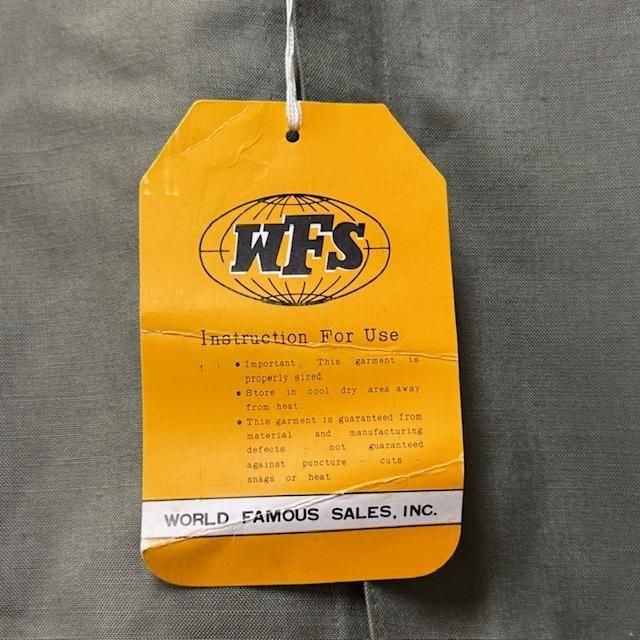 WFS
Instruction For Use
• Important. This garment is
properly sized.
• Store in cool dry area away
from heat.
• This garment is guaranteed from
material and manufacturing
defects - not guaranteed
against puncture - cuts -
snags or heat
WORLD FAMOUS SALES, INC.